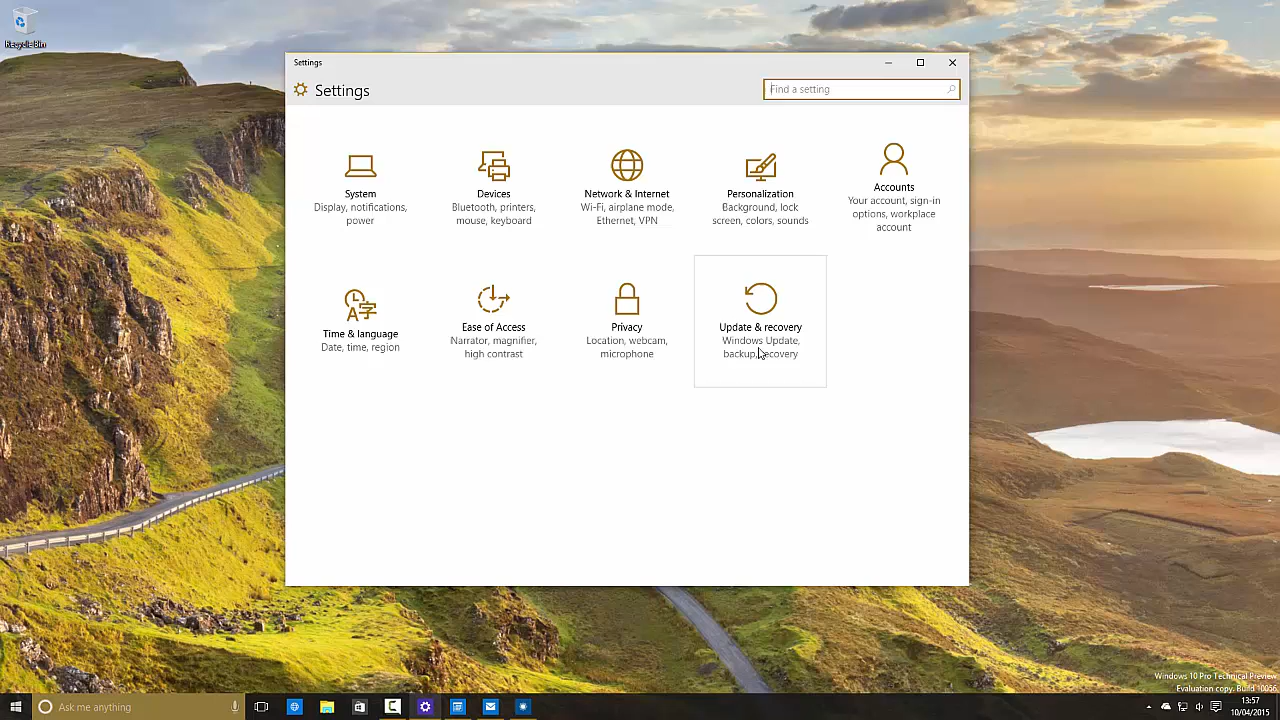 Recycle Bin
Settings
Settings
Find a setting
System
Display, notifications,
power
Devices
Bluetooth, printers,
mouse, keyboard
Network & Internet
Wi-Fi, airplane mode,
Ethernet, VPN
Personalization
Background, lock
screen, colors, sounds
Accounts
Your account, sign-in
options, workplace
account
Time & language
Date, time, region
Ease of Access
Narrator, magnifier,
high contrast
Privacy
Location, webcam,
microphone
Update & recovery
Windows Update,
backup, recovery
Windows 10 Pro Technical Preview
Evaluation copy. Build 10056
Ask me anything
13:57
10/04/2015